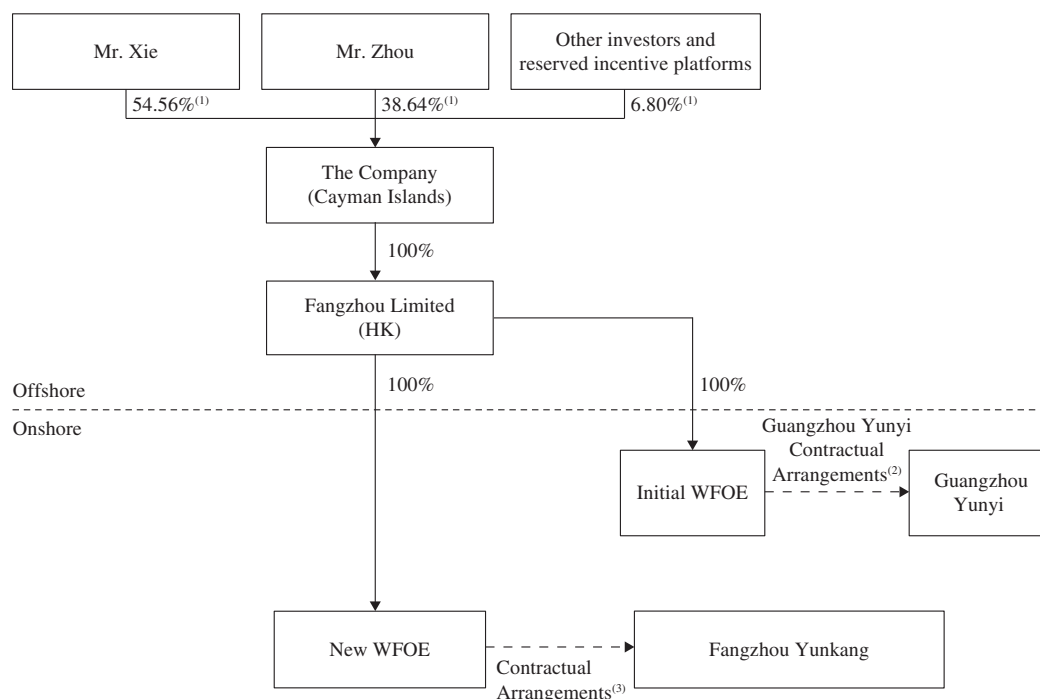 Mr. Xie
Mr. Zhou
Other investors and
reserved incentive platforms
54.56%(1)
38.64%(1)
6.80%(1)
The Company
(Cayman Islands)
100%
Fangzhou Limited
(HK)
100%
100%
Offshore
Onshore
Guangzhou Yunyi
Contractual
Arrangements(2)
Initial WFOE
Guangzhou
Yunyi
New WFOE
Contractual
Arrangements(3)
Fangzhou Yunkang